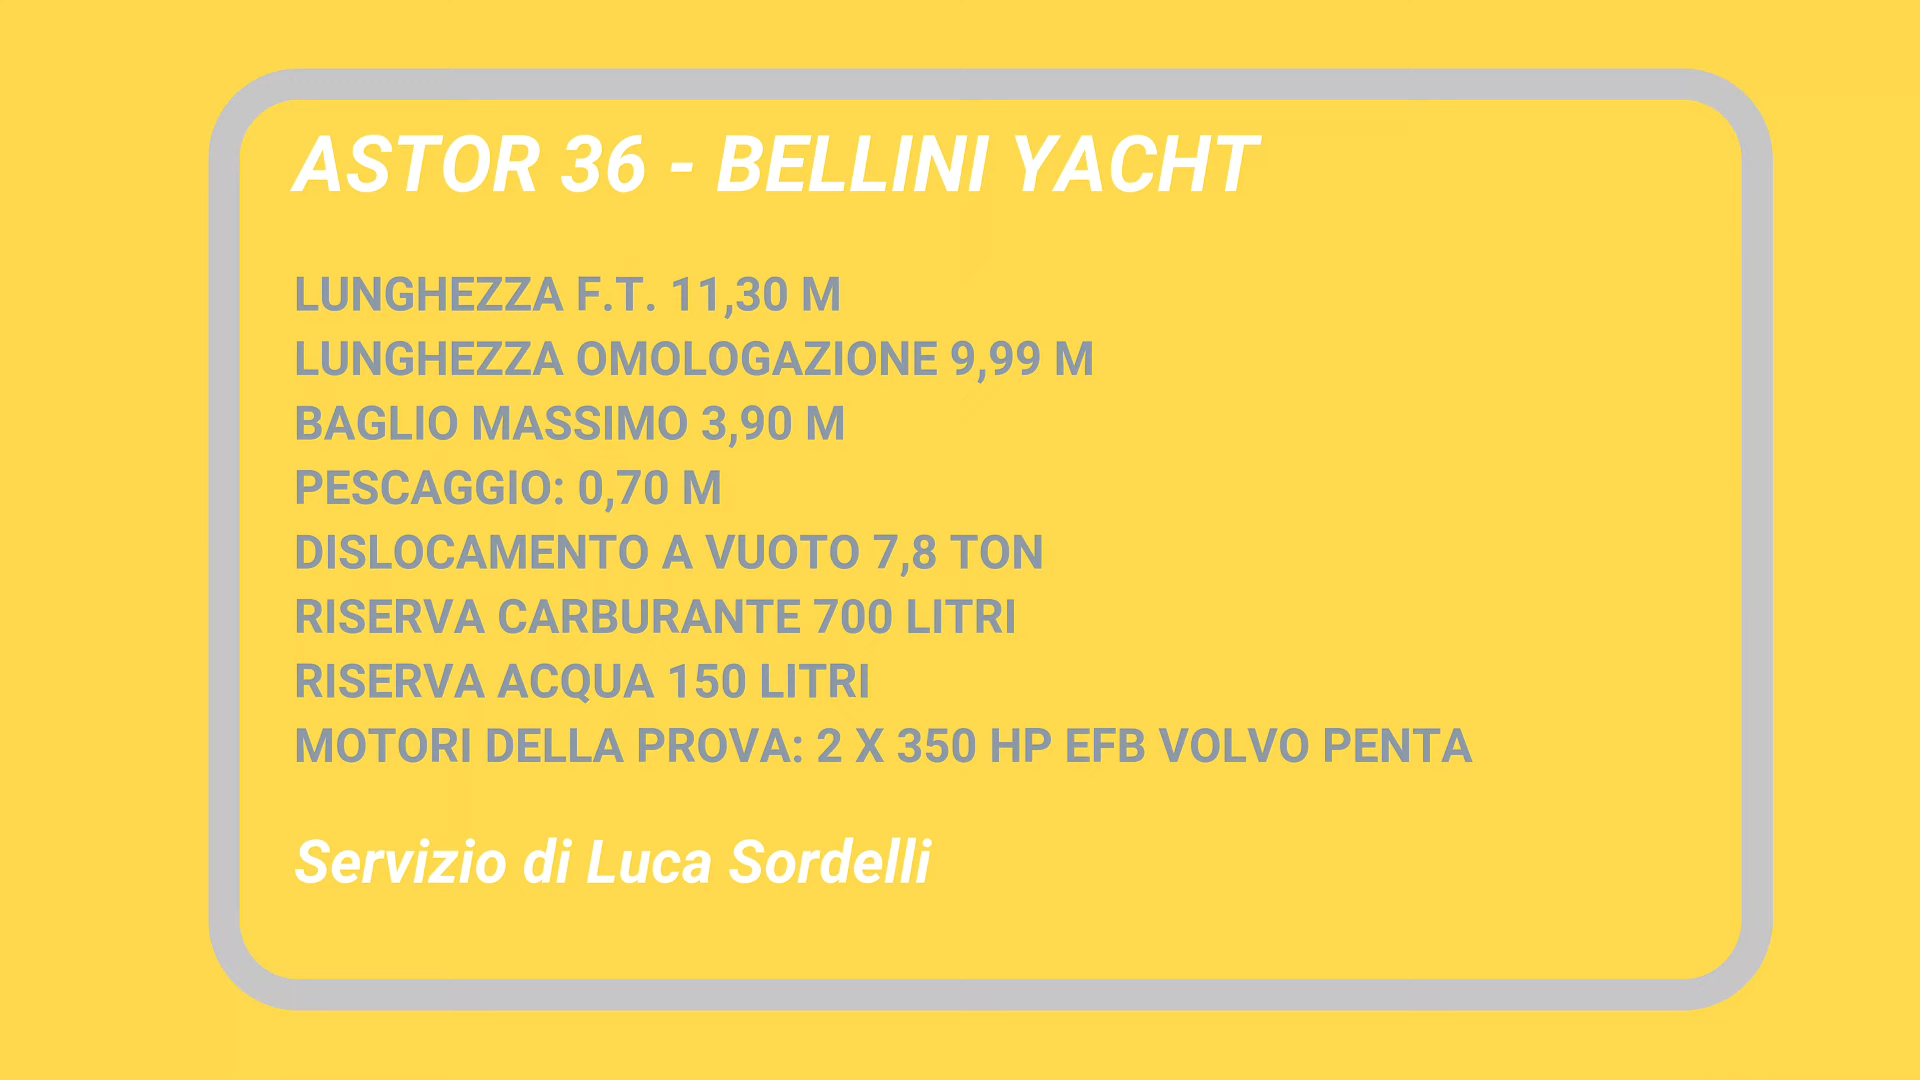 ASTOR 36 - BELLINI YACHT
LUNGHEZZA F.T. 11,30 M
LUNGHEZZA OMOLOGAZIONE 9,99 M
BAGLIO MASSIMO 3,90 M
PESCAGGIO: 0,70 M
DISLOCAMENTO A VUOTO 7,8 TON
RISERVA CARBURANTE 700 LITRI
RISERVA ACQUA 150 LITRI
MOTORI DELLA PROVA: 2 X 350 HP EFB VOLVO PENTA
Servizio di Luca Sordelli